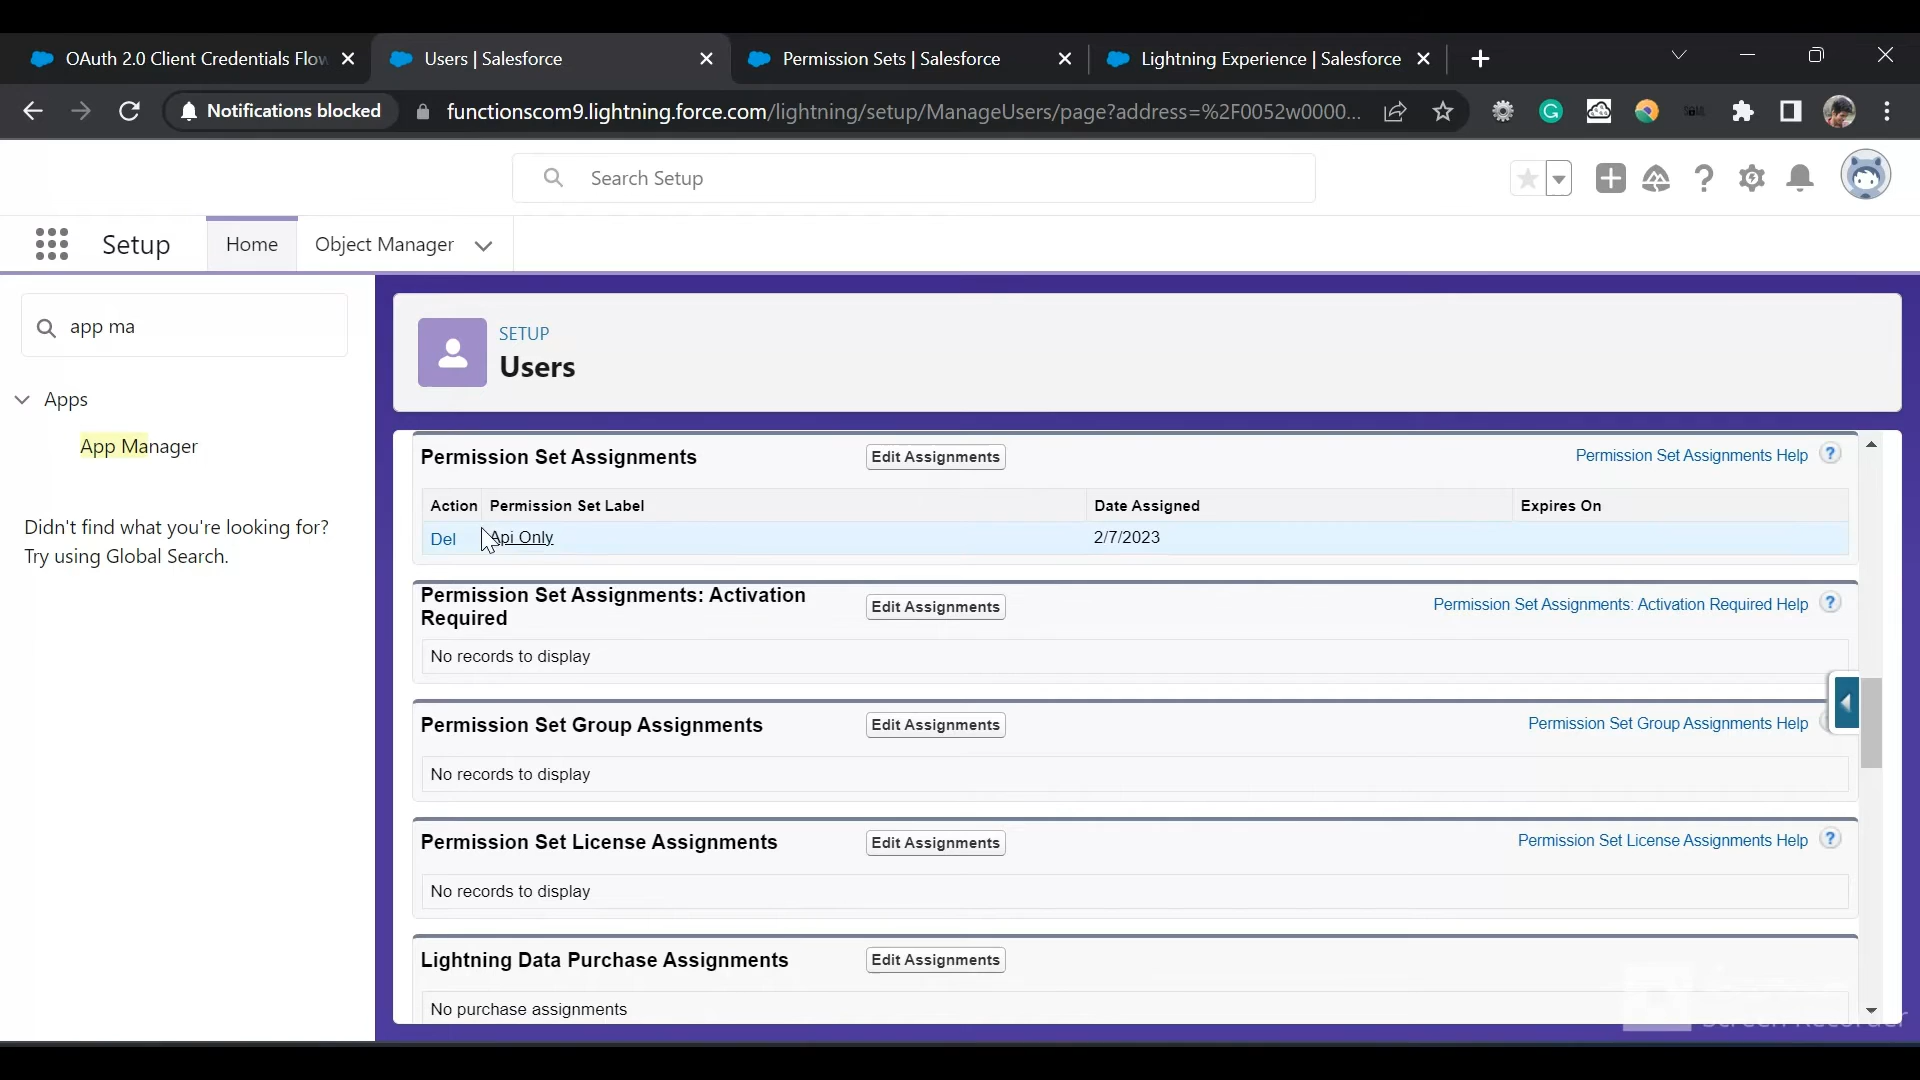 OAuth 2.0 Client Credentials Flow
Users | Salesforce
Permission Sets | Salesforce
Lightning Experience | Salesforce
Notifications blocked
functionscom9.lightning.force.com/lightning/setup/ManageUsers/page?address=%2F0052w0000...
Search Setup
Setup
Home
Object Manager
app ma
Apps
App Manager
Didn't find what you're looking for?
Try using Global Search.
SETUP
Users
Permission Set Assignments
Edit Assignments
Permission Set Assignments Help ?
Action Permission Set Label Date Assigned Expires On
Del Api Only 2/7/2023
Permission Set Assignments: Activation
Required
Edit Assignments
Permission Set Assignments: Activation Required Help ?
No records to display
Permission Set Group Assignments
Edit Assignments
Permission Set Group Assignments Help
No records to display
Permission Set License Assignments
Edit Assignments
Permission Set License Assignments Help ?
No records to display
Lightning Data Purchase Assignments
Edit Assignments
No purchase assignments
Screen Recorder